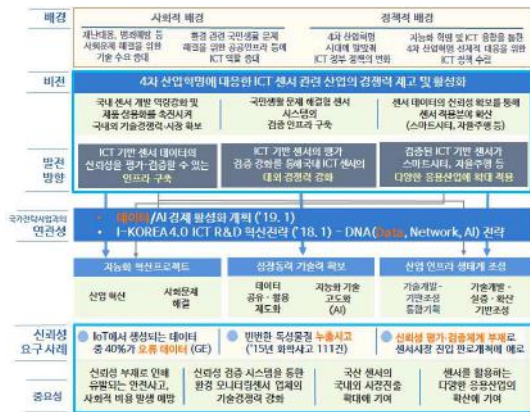 배경
사회적 배경
정책적 배경
재난대응, 범죄예방 등
사회문제 해결을 위한
기술 수요 증대
환경 관련 국민생활 문제
해결을 위한 공공인프라 등에
ICT 역할 증대
4차 산업혁명
시대에 발맞춰
ICT 정부 정책의 변화
지능화 혁명 및 ICT 융합을 통한
4차 산업혁명 선제적 대응을 위한
ICT 정책 수료
비전
4차 산업혁명에 대응한 ICT 센서 관련 산업의 경쟁력 제고 및 활성화
국내 센서 개발 역량강화 및
제품 상용화를 촉진시켜
국내외 기술경쟁력·시장 확보
국민생활 문제 해결형 센서
시스템의
검증 인프라 구축
센서 데이터의 신뢰성 확보를 통해
센서 적용분야 확산
(스마트시티, 자율주행 등)
발전
방향
ICT 기반 센서 데이터의
신뢰성을 평가·검증할 수 있는
인프라 구축
ICT 기반 센서의 평가
검증 강화를 통해 국내 ICT 센서의
대외 경쟁력 강화
검증된 ICT 기반 센서가
스마트시티, 자율주행 등
다양한 응용산업에 확대 적용
국가전략사업과의
연관성
• 데이터/AI경제 활성화 계획 ('19. 1)
• I-KOREA4.0 ICT R&D 혁신전략 ('18. 1) – DNA(Data, Network, AI) 전략
지능화 혁신프로젝트
성장동력 기술력 확보
산업 인프라 생태계 조성
산업 혁신
사회문제
해결
데이터
공유·활용
제도화
지능화 기술
고도화
(AI)
기술개발-
기반조성
통합기획
기술개발-
실증·확산
기반조성
신뢰성
요구사례
IoT에서 생성되는 데이터
중 40%가 오류 데이터 (GE)
빈번한 독성물질 누출사고
('15년 화학사고 111건)
신뢰성 평가·검증체계 부재로
센서시장 진입 판로개척에 애로
중요성
신뢰성 부재로 인해
유발되는 안전사고,
사회적 비용 발생 예방
신뢰성 검증 시스템을 통한
환경 모니터링센서 업체의
기술경쟁력 강화
국산 센서의
국내외 시장진출
확대에 기여
센서를 활용하는
다양한 응용산업의
확산에 기여